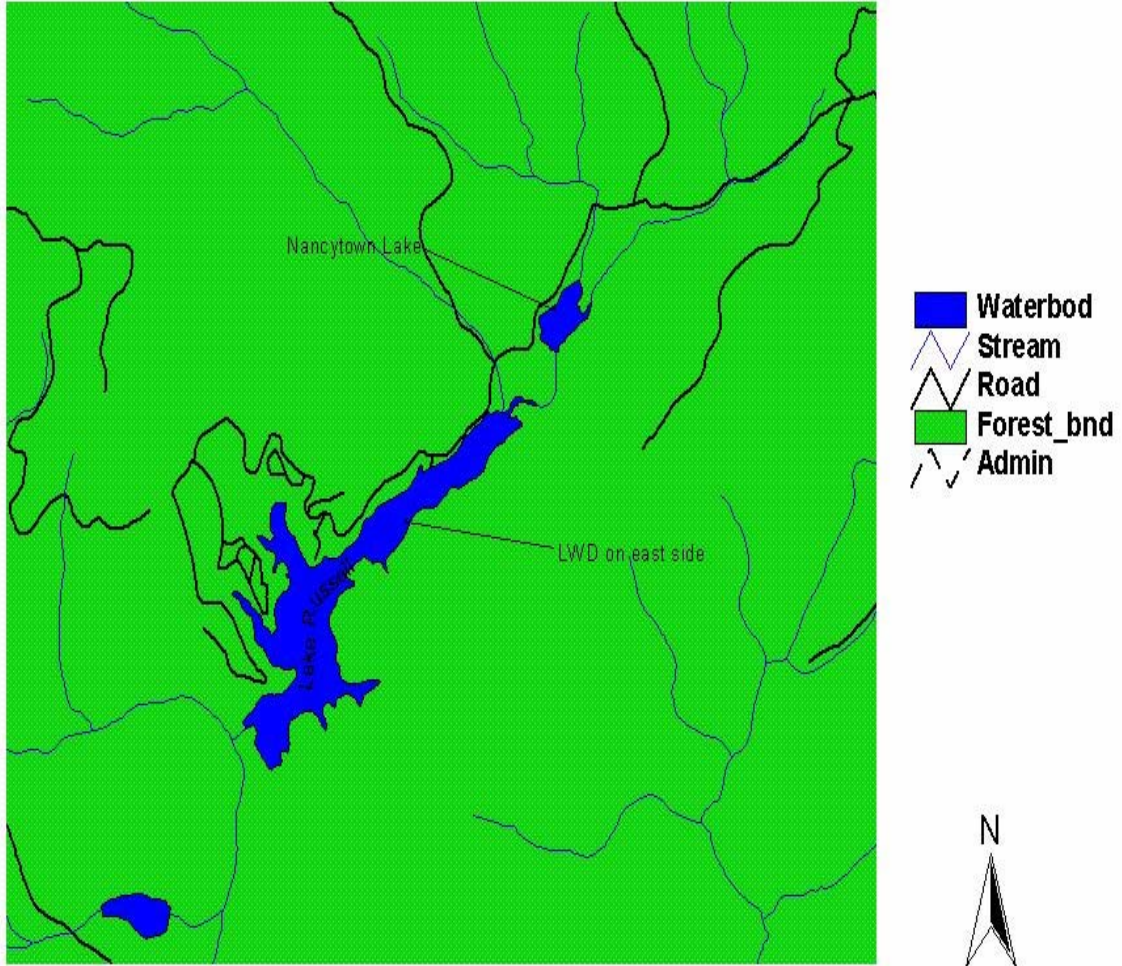 Nancytown Lake
LWD on east side
Lake Russell
Waterbod
Stream
Road
Forest_bnd
Admin
N